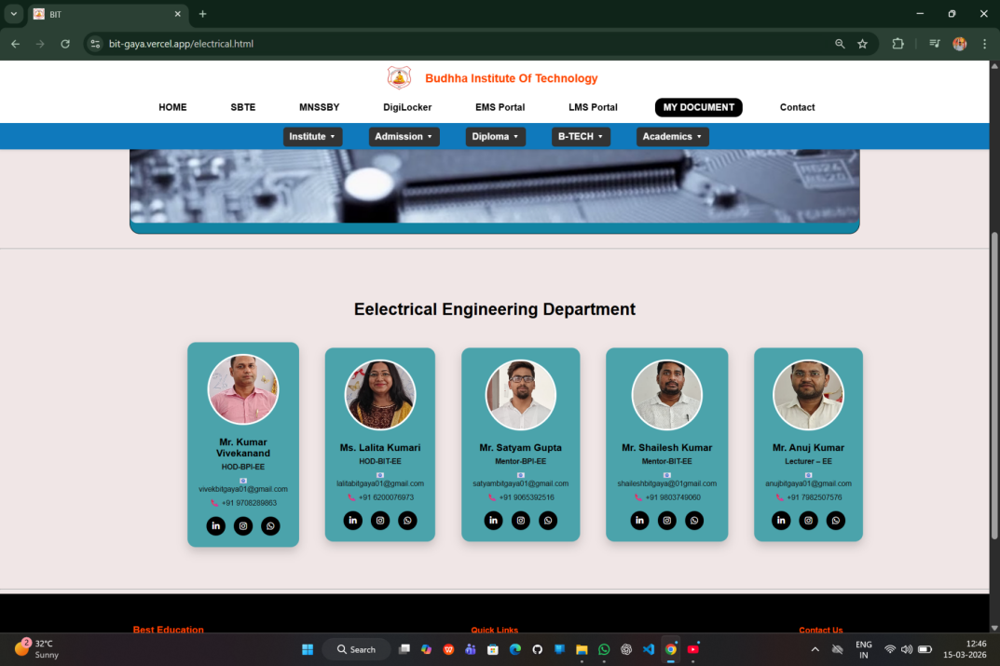 BIT
bit-gaya.vercel.app/electrical.html
Budhha Institute Of Technology
HOME SBTE MNSSBY DigiLocker EMS Portal LMS Portal MY DOCUMENT Contact
Institute Admission Diploma B-TECH Academics
R524
R520
Eelectrical Engineering Department
Mr. Kumar
Vivekanand
HOD-BPI-EE
vivekbitgaya01@gmail.com
+91 9708289863
Ms. Lalita Kumari
HOD-BIT-EE
lalitabitgaya01@gmail.com
+91 6200076973
Mr. Satyam Gupta
Mentor-BPI-EE
satyambitgaya01@gmail.com
+91 9065392516
Mr. Shailesh Kumar
Mentor-BIT-EE
shaileshbitgaya@01gmail.com
+91 9803749060
Mr. Anuj Kumar
Lecturer – EE
anujbitgaya01@gmail.com
+91 7982507576
Best Education Quick Links Contact Us
2
32°C
Sunny
Search
ENG
IN
12:46
15-03-2026